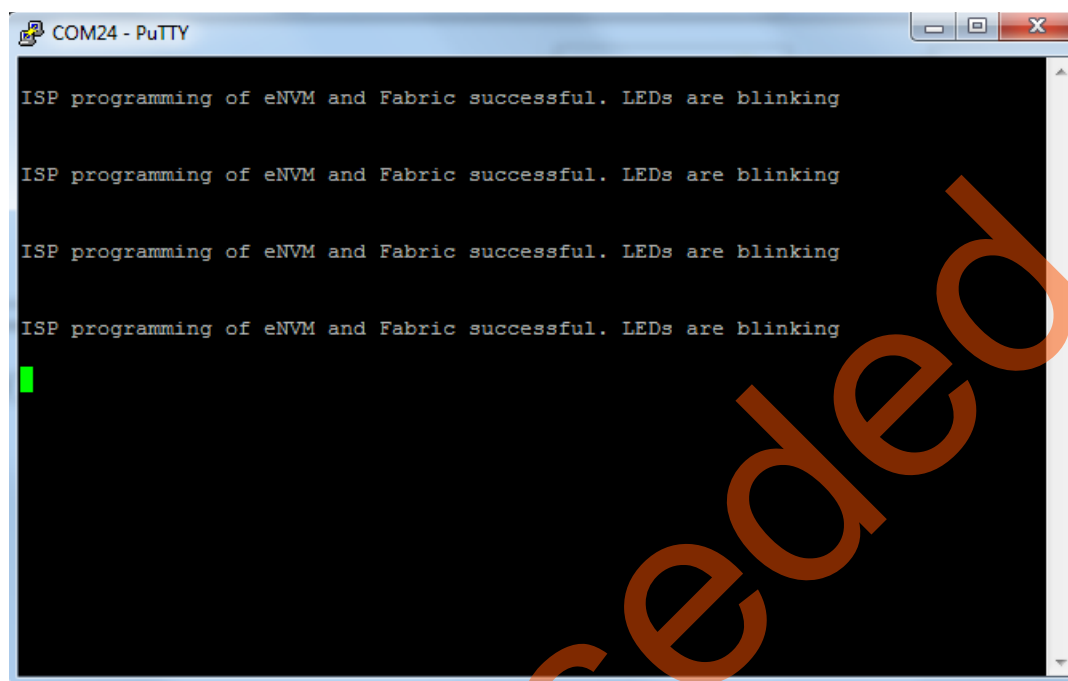 COM24 - PuTTY
ISP programming of eNVM and Fabric successful. LEDs are blinking
ISP programming of eNVM and Fabric successful. LEDs are blinking
ISP programming of eNVM and Fabric successful. LEDs are blinking
ISP programming of eNVM and Fabric successful. LEDs are blinking
ceded